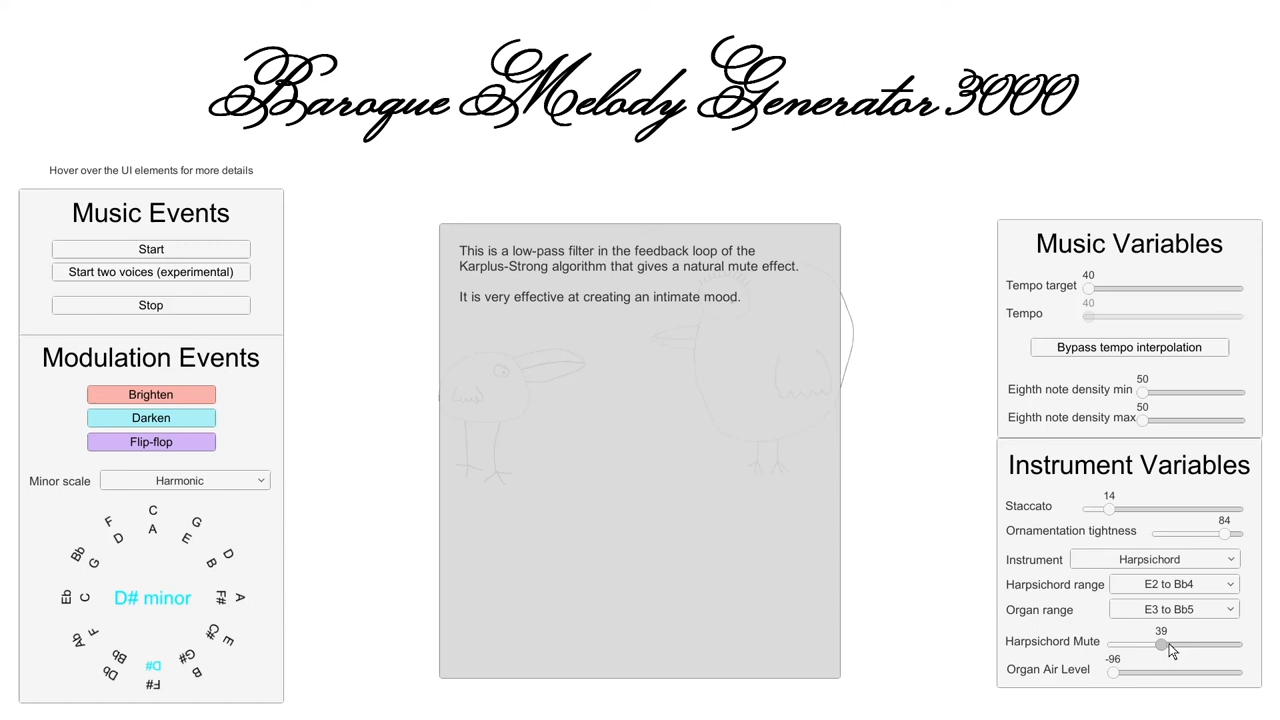 Baroque Melody Generator 3000
Hover over the UI elements for more details
Music Events
Start
Start two voices (experimental)
Stop
Modulation Events
Brighten
Darken
Flip-flop
Minor scale
Harmonic
C
G
D
A
E
B
F#
Db
Ab
Eb
Bb
F
A
E
B
F#
C#
G#
D#
Bb
F
C
G
D
D# minor
This is a low-pass filter in the feedback loop of the
Karplus-Strong algorithm that gives a natural mute effect.
It is very effective at creating an intimate mood.
Music Variables
40
Tempo target
40
Tempo
Bypass tempo interpolation
50
Eighth note density min
50
Eighth note density max
Instrument Variables
14
Staccato
84
Ornamentation tightness
Instrument
Harpsichord
Harpsichord range
E2 to Bb4
Organ range
E3 to Bb5
39
Harpsichord Mute
-96
Organ Air Level